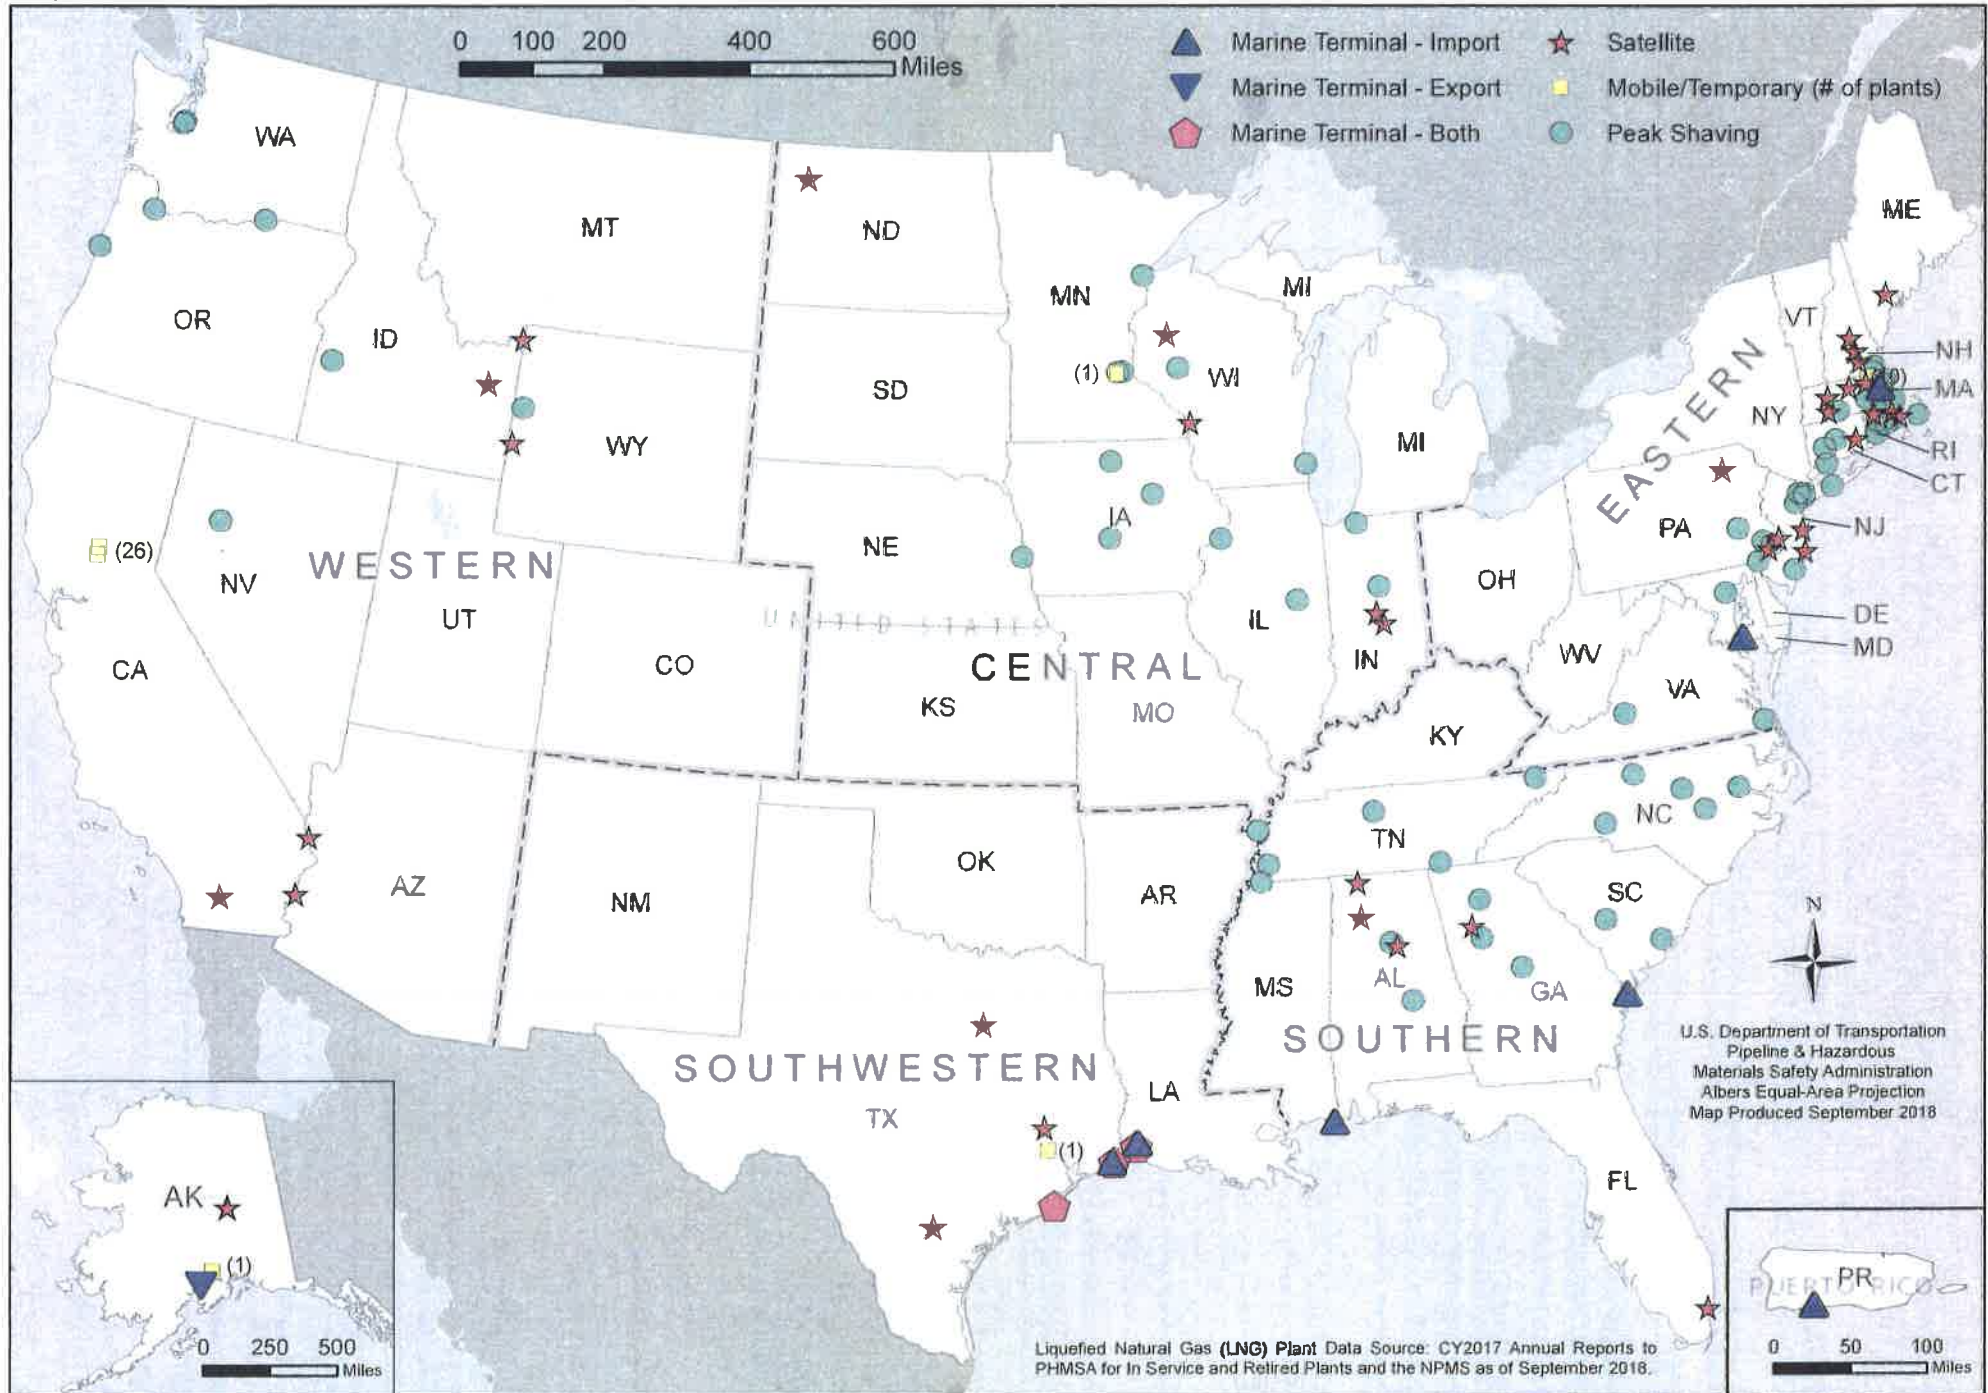 0 100 200 400 600
Miles
Marine Terminal - Import
Satellite
Marine Terminal - Export
Mobile/Temporary (# of plants)
Marine Terminal - Both
Peak Shaving
WA
MT
ND
MN
MI
ME
VT
NH
MA
OR
ID
SD
(1)
WI
MI
NY
RI
CT
EASTERN
WY
IA
PA
NJ
(26)
NV
WESTERN
NE
OH
UT
UNITED STATES
IL
DE
MD
CA
CO
CENTRAL
IN
WV
KS
MO
VA
KY
NC
TN
OK
AZ
NM
AR
SC
N
MS
AL
GA
SOUTHERN
SOUTHWESTERN
TX
LA
(1)
FL
U.S. Department of Transportation
Pipeline & Hazardous
Materials Safety Administration
Albers Equal-Area Projection
Map Produced September 2018
AK
(1)
0 250 500
Miles
PR
PUERTO RICO
0 50 100
Miles
Liquefied Natural Gas (LNG) Plant Data Source: CY2017 Annual Reports to
PHMSA for In Service and Retired Plants and the NPMS as of September 2018.